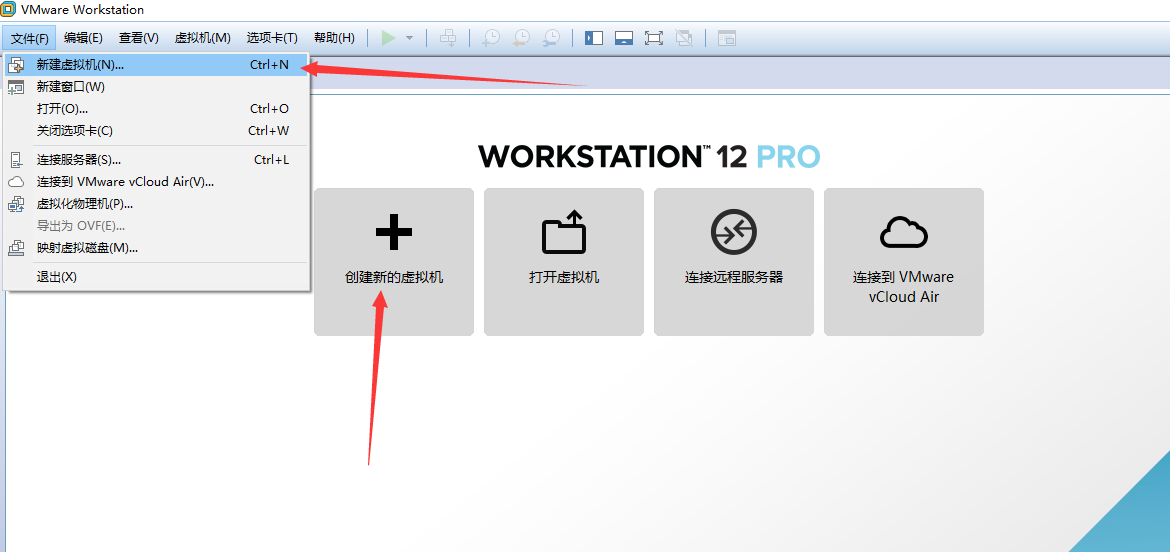 VMware Workstation
文件(F) 编辑(E) 查看(V) 虚拟机(M) 选项卡(T) 帮助(H)
新建虚拟机(N)... Ctrl+N
新建窗口(W)
打开(O)... Ctrl+O
关闭选项卡(C) Ctrl+W
连接服务器(S)... Ctrl+L
连接到 VMware vCloud Air(V)...
虚拟化物理机(P)...
导出为 OVF(E)...
映射虚拟磁盘(M)...
退出(X)
WORKSTATION™ 12 PRO
创建新的虚拟机
打开虚拟机
连接远程服务器
连接到 VMware
vCloud Air